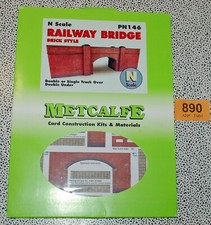 N Scale PN146
RAILWAY BRIDGE
BRICK STYLE
N
Scale
Double or Single Track Over
Double Under
METCALFE
Card Construction Kits & Materials
890